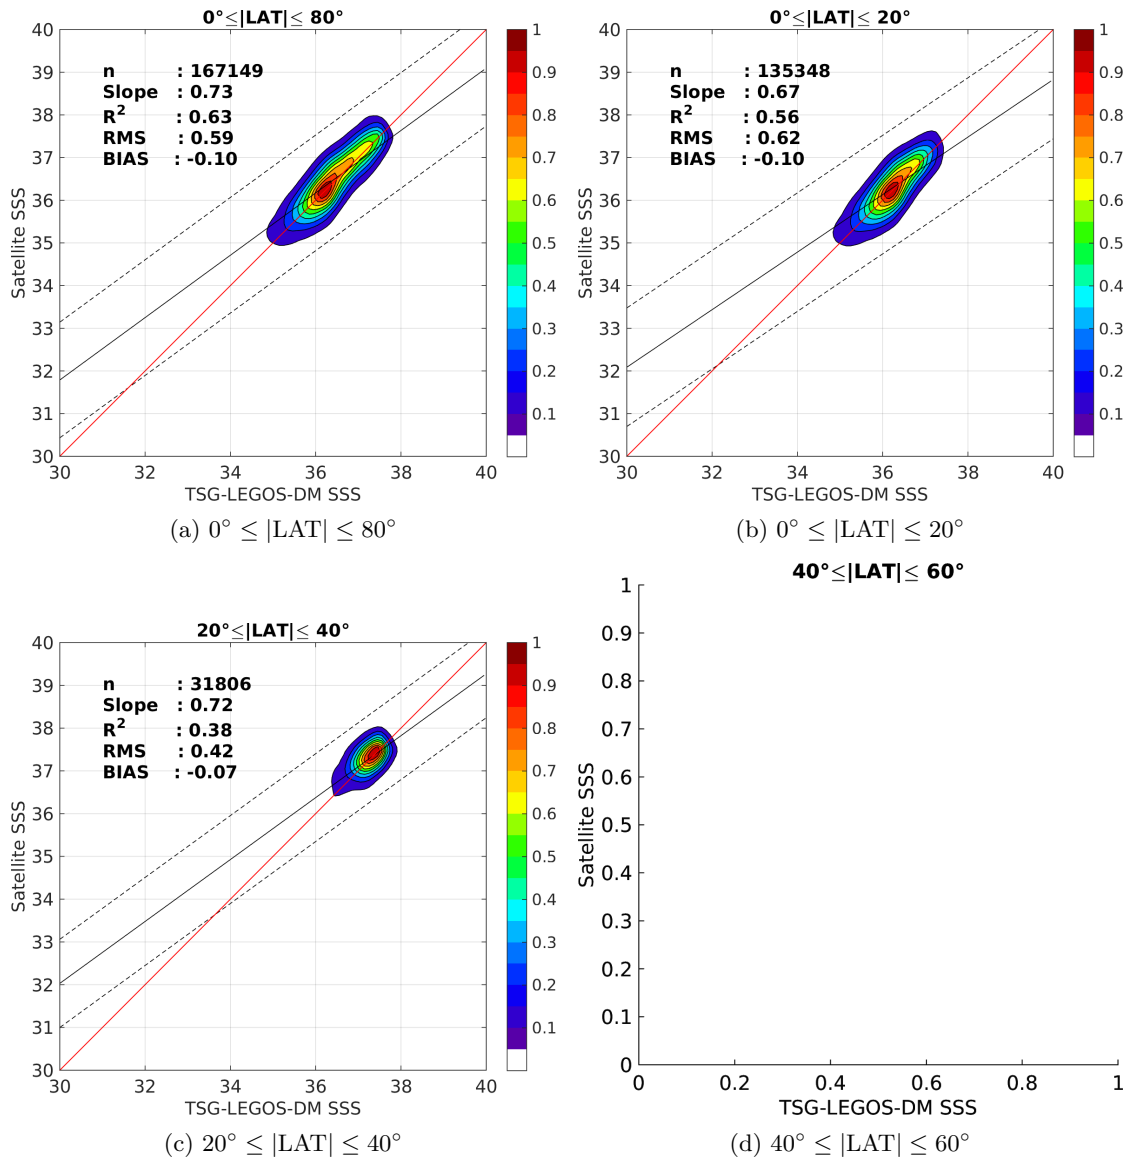 0°≤|LAT|≤ 80°
n : 167149
Slope : 0.73
R2 : 0.63
RMS : 0.59
BIAS : -0.10
40
39
38
37
36
35
34
33
32
31
30
30 32 34 36 38 40
Satellite SSS
TSG-LEGOS-DM SSS
1
0.9
0.8
0.7
0.6
0.5
0.4
0.3
0.2
0.1
(a) 0° ≤ |LAT| ≤ 80°
0°≤|LAT|≤ 20°
n : 135348
Slope : 0.67
R2 : 0.56
RMS : 0.62
BIAS : -0.10
40
39
38
37
36
35
34
33
32
31
30
30 32 34 36 38 40
Satellite SSS
TSG-LEGOS-DM SSS
1
0.9
0.8
0.7
0.6
0.5
0.4
0.3
0.2
0.1
(b) 0° ≤ |LAT| ≤ 20°
20°≤|LAT|≤ 40°
n : 31806
Slope : 0.72
R2 : 0.38
RMS : 0.42
BIAS : -0.07
40
39
38
37
36
35
34
33
32
31
30
30 32 34 36 38 40
Satellite SSS
TSG-LEGOS-DM SSS
1
0.9
0.8
0.7
0.6
0.5
0.4
0.3
0.2
0.1
(c) 20° ≤ |LAT| ≤ 40°
40°≤|LAT|≤ 60°
1
0.9
0.8
0.7
0.6
0.5
0.4
0.3
0.2
0.1
0
0 0.2 0.4 0.6 0.8 1
Satellite SSS
TSG-LEGOS-DM SSS
(d) 40° ≤ |LAT| ≤ 60°